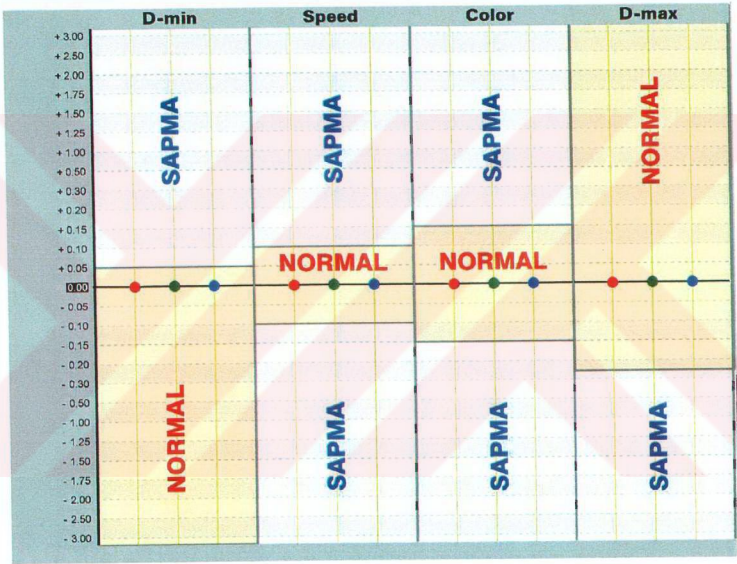 D-min Speed Color D-max
+ 3.00
+ 2.50
+ 2.00
+ 1.75
+ 1.50
+ 1.25
+ 1.00
+ 0.50
+ 0.30
+ 0.20
+ 0.15
+ 0.10
+ 0.05
0.00
- 0.05
- 0.10
- 0.15
- 0.20
- 0.30
- 0.50
- 1.00
- 1.25
- 1.50
- 1.75
- 2.00
- 2.50
- 3.00
SAPMA
NORMAL
SAPMA
NORMAL
SAPMA
SAPMA
NORMAL
SAPMA
NORMAL
SAPMA